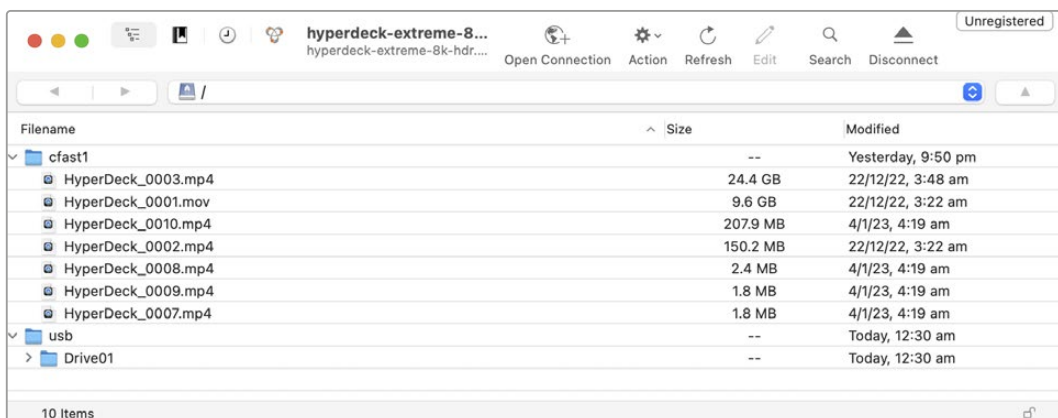 hyperdeck-extreme-8...
hyperdeck-extreme-8k-hdr....
Open Connection Action Refresh Edit Search Disconnect
Unregistered
/
Filename Size Modified
cfast1 -- Yesterday, 9:50 pm
HyperDeck_0003.mp4 24.4 GB 22/12/22, 3:48 am
HyperDeck_0001.mov 9.6 GB 22/12/22, 3:22 am
HyperDeck_0010.mp4 207.9 MB 4/1/23, 4:19 am
HyperDeck_0002.mp4 150.2 MB 22/12/22, 3:22 am
HyperDeck_0008.mp4 2.4 MB 4/1/23, 4:19 am
HyperDeck_0009.mp4 1.8 MB 4/1/23, 4:19 am
HyperDeck_0007.mp4 1.8 MB 4/1/23, 4:19 am
usb -- Today, 12:30 am
Drive01 -- Today, 12:30 am
10 Items